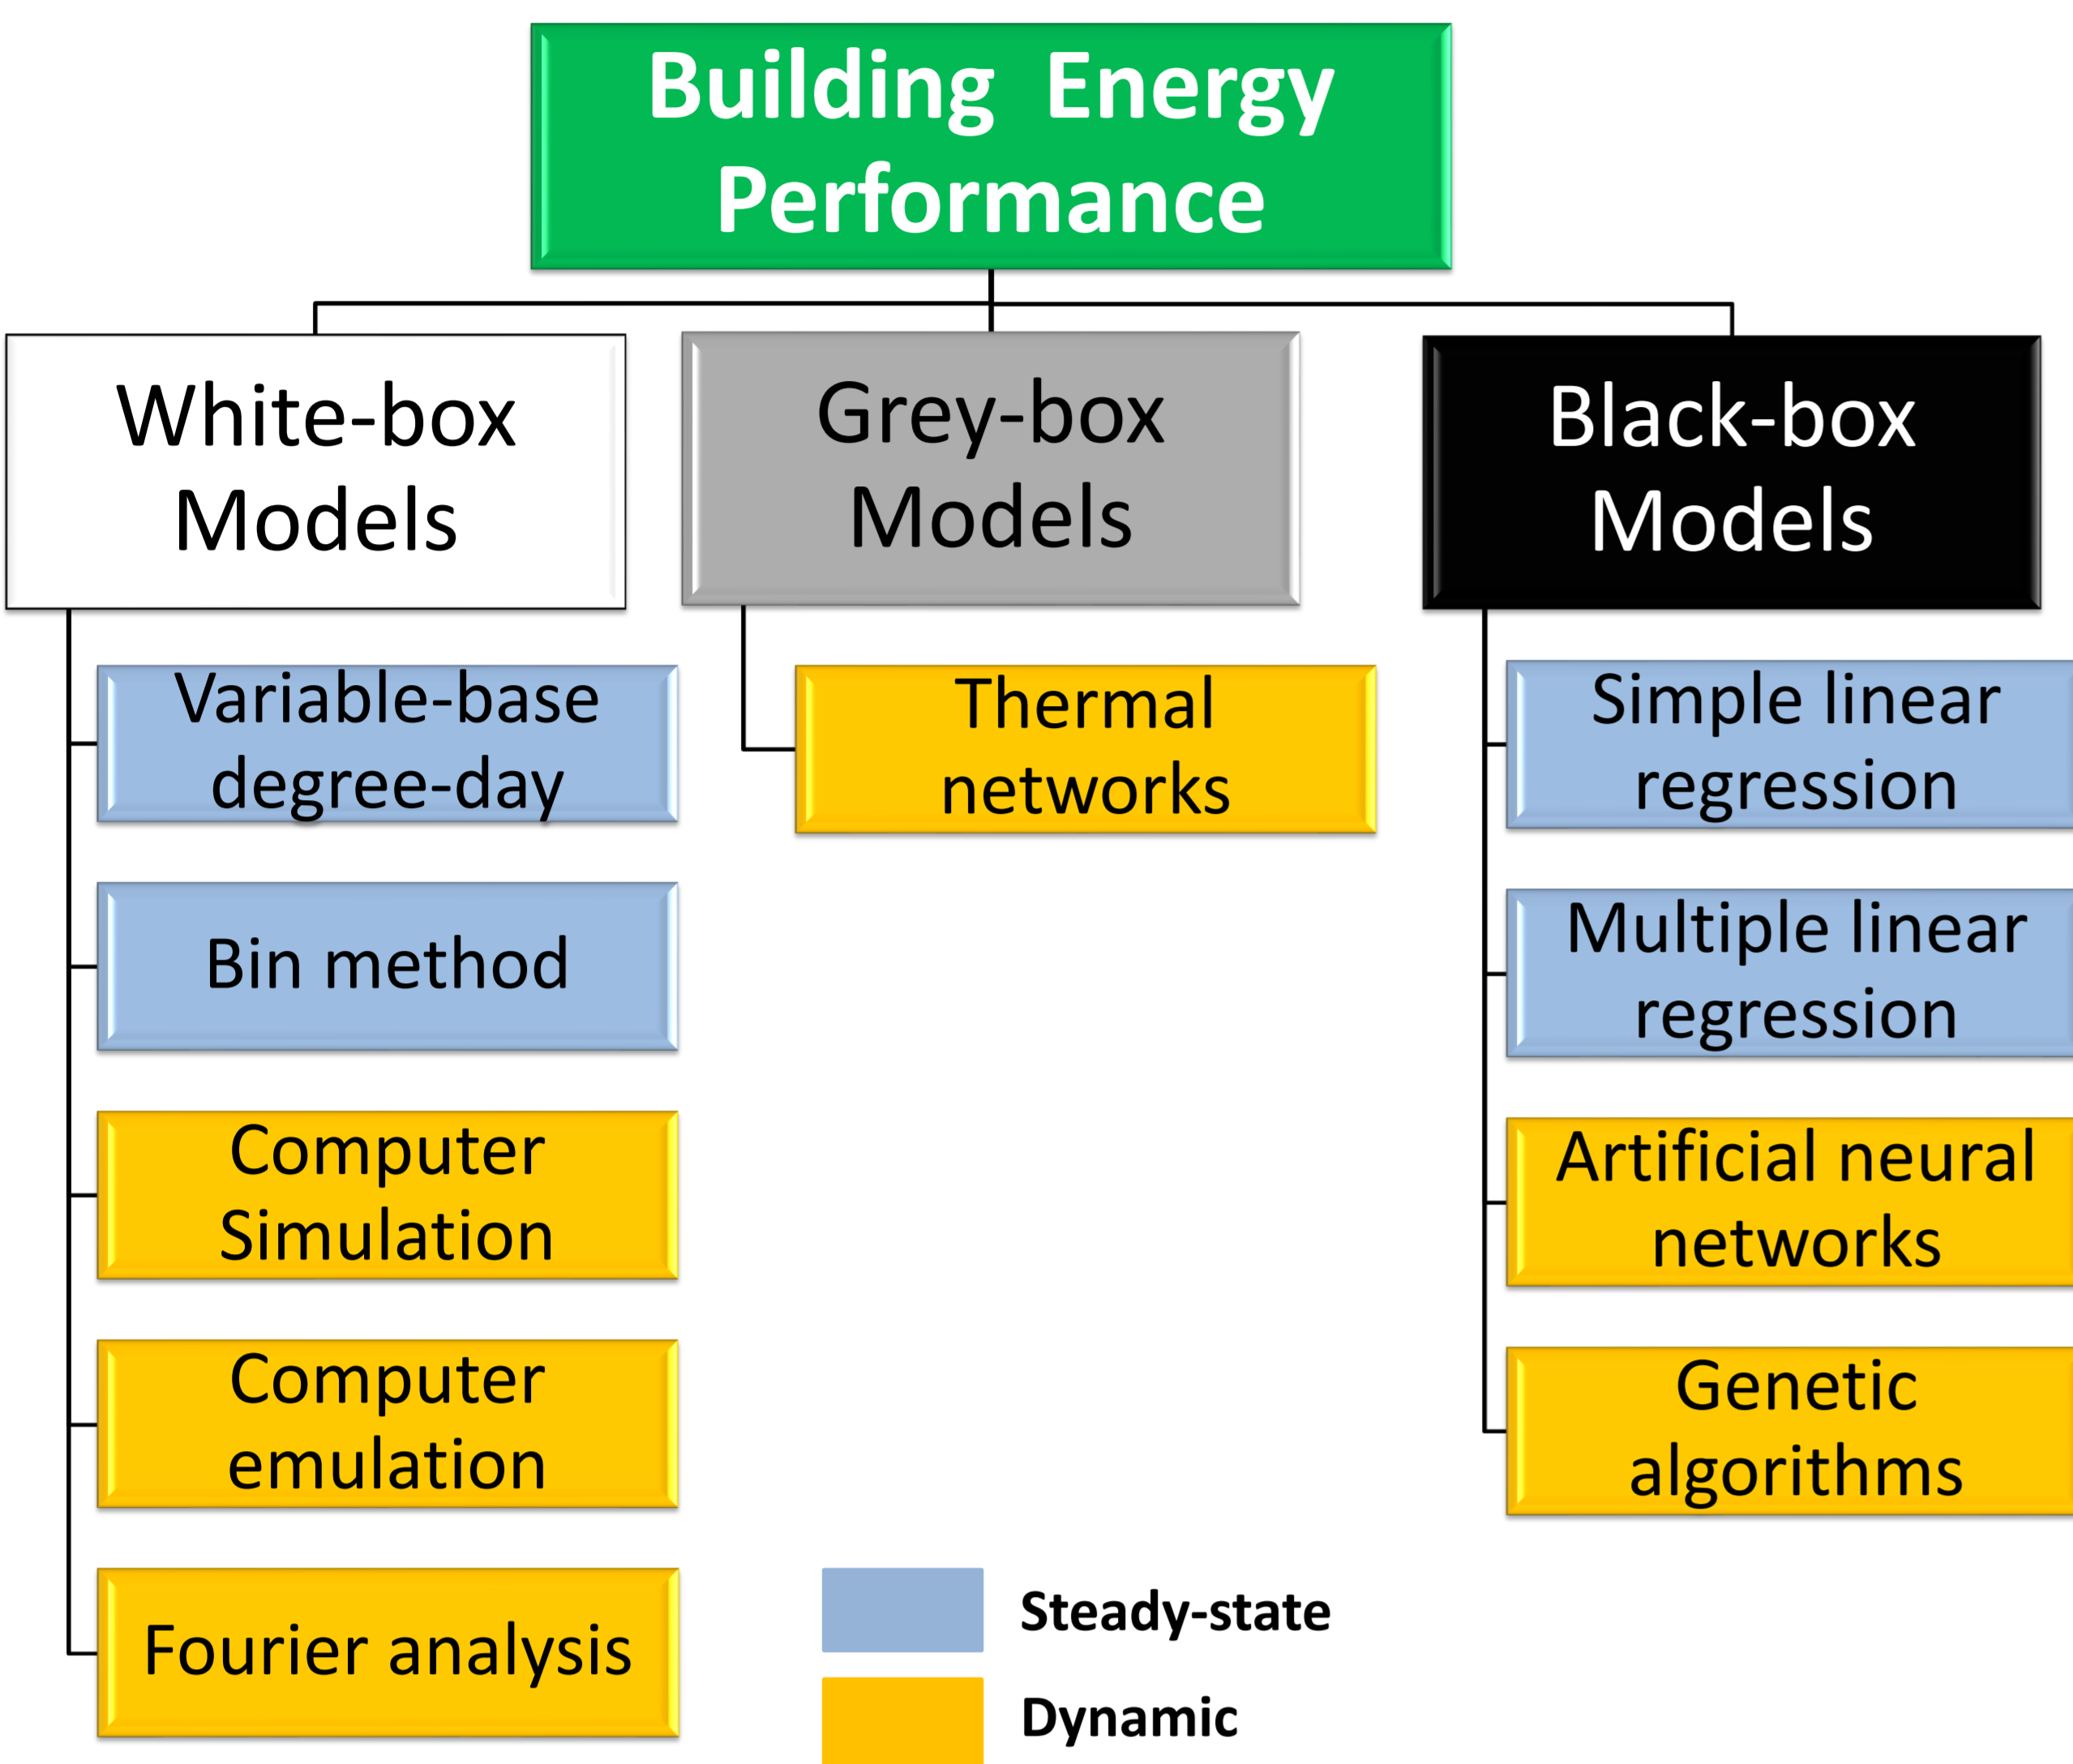 Building Energy
Performance
White-box
Models
Grey-box
Models
Black-box
Models
Variable-base
degree-day
Bin method
Computer
Simulation
Computer
emulation
Fourier analysis
Thermal
networks
Simple linear
regression
Multiple linear
regression
Artificial neural
networks
Genetic
algorithms
Steady-state
Dynamic